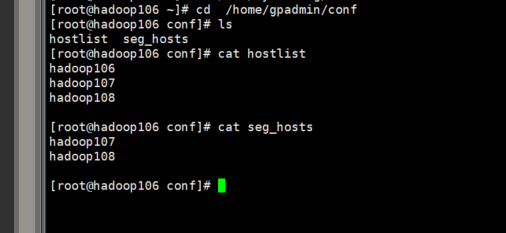 [root@hadoop106 ~]# cd  /home/gpadmin/conf
[root@hadoop106 conf]# ls
hostlist  seg_hosts
[root@hadoop106 conf]# cat hostlist
hadoop106
hadoop107
hadoop108

[root@hadoop106 conf]# cat seg_hosts
hadoop107
hadoop108

[root@hadoop106 conf]#